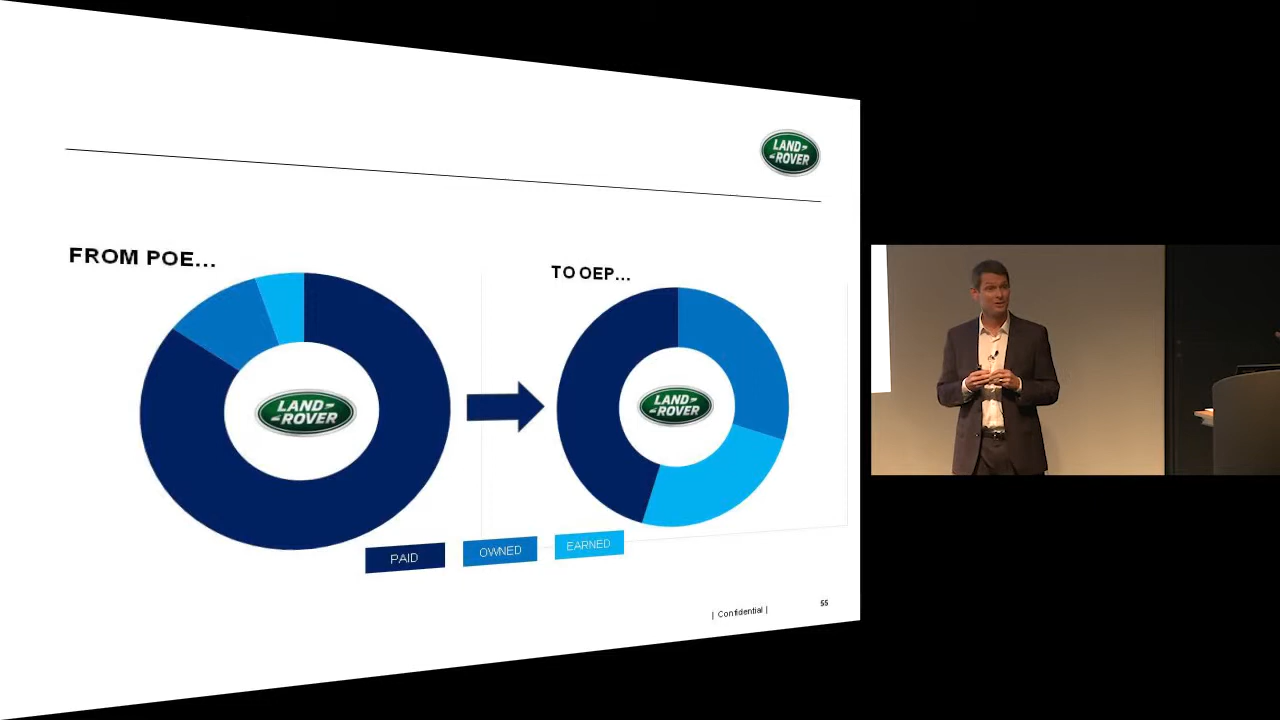 LAND
ROVER
FROM POE...
TO OEP...
LAND
ROVER
LAND
ROVER
PAID
OWNED
EARNED
| Confidential |
55